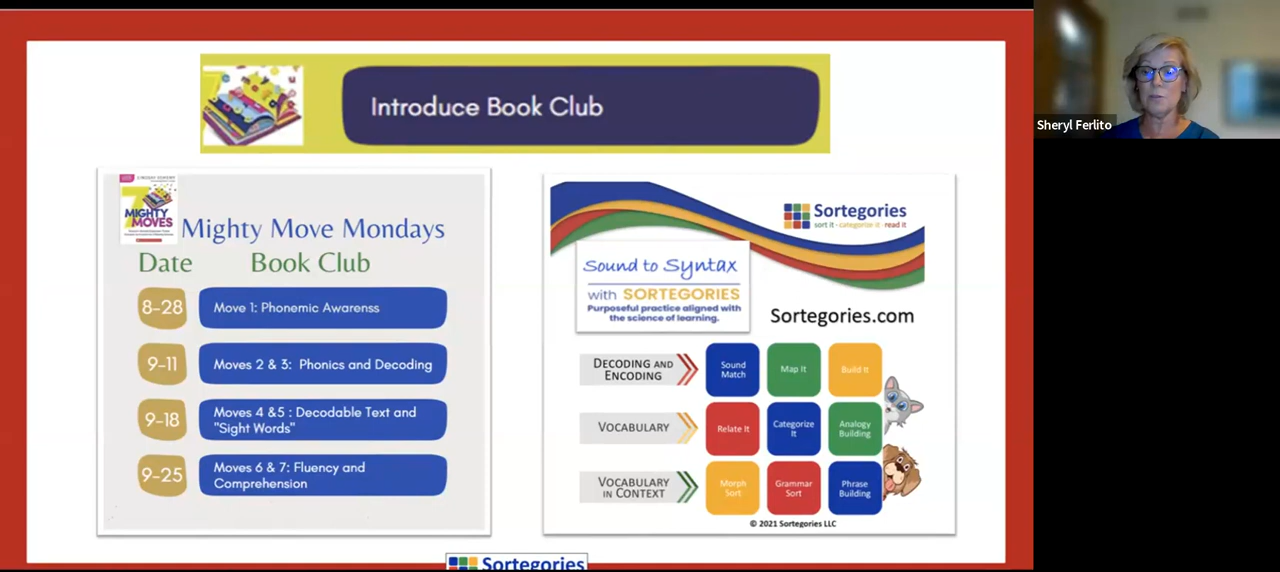 Introduce Book Club
7
MIGHTY
MOVES
Mighty Move Mondays
Date Book Club
8-28 Move 1: Phonemic Awarenss
9-11 Moves 2 & 3: Phonics and Decoding
9-18 Moves 4 &5 : Decodable Text and
"Sight Words"
9-25 Moves 6 & 7: Fluency and
Comprehension
Sortegories
sort it · categorize it · read it
Sound to Syntax
with SORTEGORIES
Purposeful practice aligned with
the science of learning.
Sortegories.com
DECODING AND
ENCODING
Sound
Match
Map It
Build It
VOCABULARY
Relate It
Categorize
It
Analogy
Building
VOCABULARY
IN CONTEXT
Morph
Sort
Grammar
Sort
Phrase
Building
© 2021 Sortegories LLC
Sortegories
Sheryl Ferlito